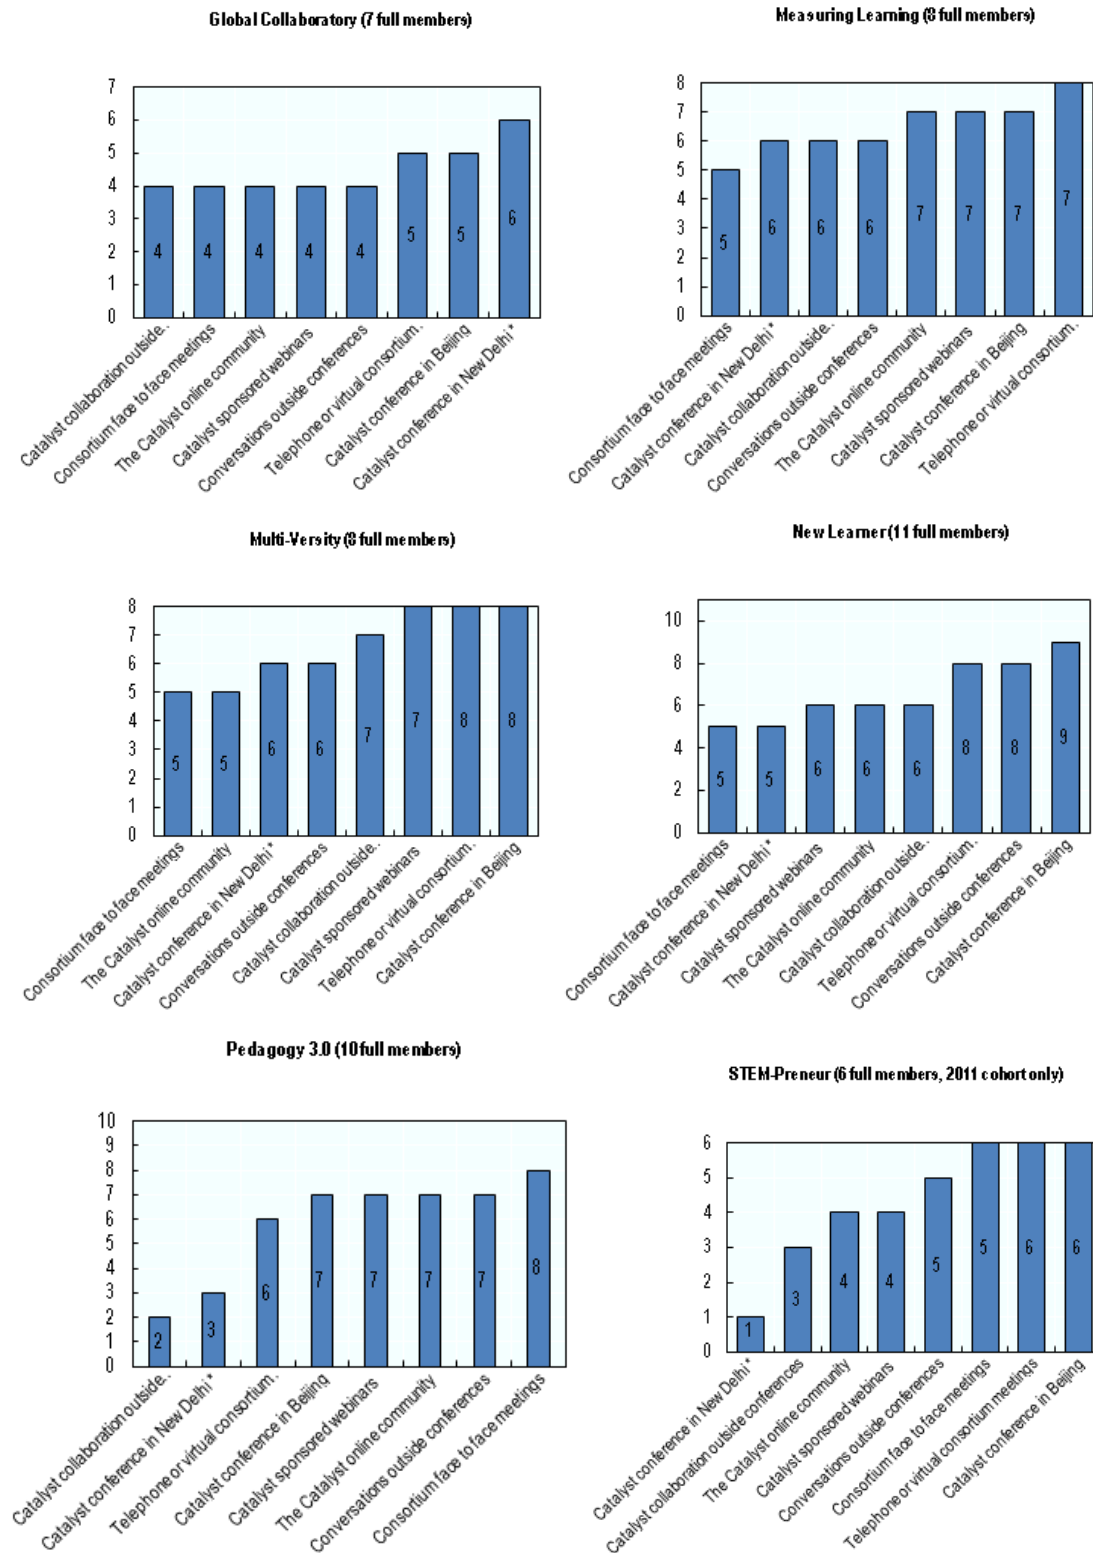 Global Collaboratory (7 full members)
7
6
5
4
3
2
1
0
4
4
4
4
4
5
5
6
Catalyst collaboration outside..
Consortium face to face meetings
The Catalyst online community
Catalyst sponsored webinars
Conversations outside conferences
Telephone or virtual consortium.
Catalyst conference in Beijing
Catalyst conference in New Delhi*
Measuring Learning (8 full members)
8
7
6
5
4
3
2
1
0
5
6
6
6
7
7
7
7
Consortium face to face meetings
Catalyst conference in New Delhi*
Catalyst collaboration outside..
Conversations outside conferences
The Catalyst online community
Catalyst sponsored webinars
Catalyst conference in Beijing
Telephone or virtual consortium.
Multi-Versity (8 full members)
8
7
6
5
4
3
2
1
0
5
5
6
6
7
7
8
8
Consortium face to face meetings
The Catalyst online community
Catalyst conference in New Delhi*
Conversations outside conferences
Catalyst collaboration outside..
Catalyst sponsored webinars
Telephone or virtual consortium.
Catalyst conference in Beijing
New Learner (11 full members)
10
8
6
4
2
0
5
5
6
6
6
8
8
9
Consortium face to face meetings
Catalyst conference in New Delhi*
Catalyst sponsored webinars
The Catalyst online community
Catalyst collaboration outside..
Telephone or virtual consortium..
Conversations outside conferences
Catalyst conference in Beijing
Pedagogy 3.0 (10 full members)
10
9
8
7
6
5
4
3
2
1
0
2
3
6
7
7
7
7
8
Catalyst collaboration outside..
Catalyst conference in New Delhi*
Telephone or virtual consortium..
Catalyst conference in Beijing
Catalyst sponsored webinars
The Catalyst online community
Conversations outside conferences
Consortium face to face meetings
STEM-Preneur (6 full members, 2011 cohort only)
6
5
4
3
2
1
0
1
3
4
4
5
5
6
6
Catalyst conference in New Delhi*
Catalyst collaboration outside conferences
The Catalyst online community
Catalyst sponsored webinars
Conversations outside conferences
Consortium face to face meetings
Telephone or virtual consortium meetings
Catalyst conference in Beijing